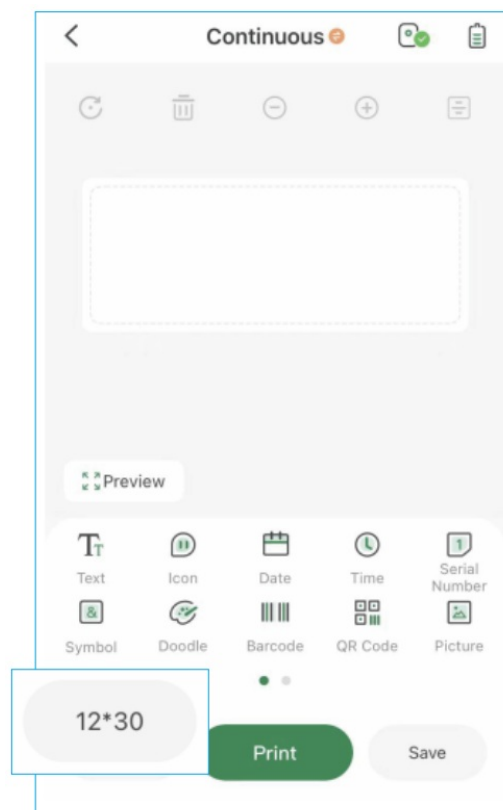 Continuous
Preview
Text Icon Date Time Serial Number
Symbol Doodle Barcode QR Code Picture
12*30 Print Save